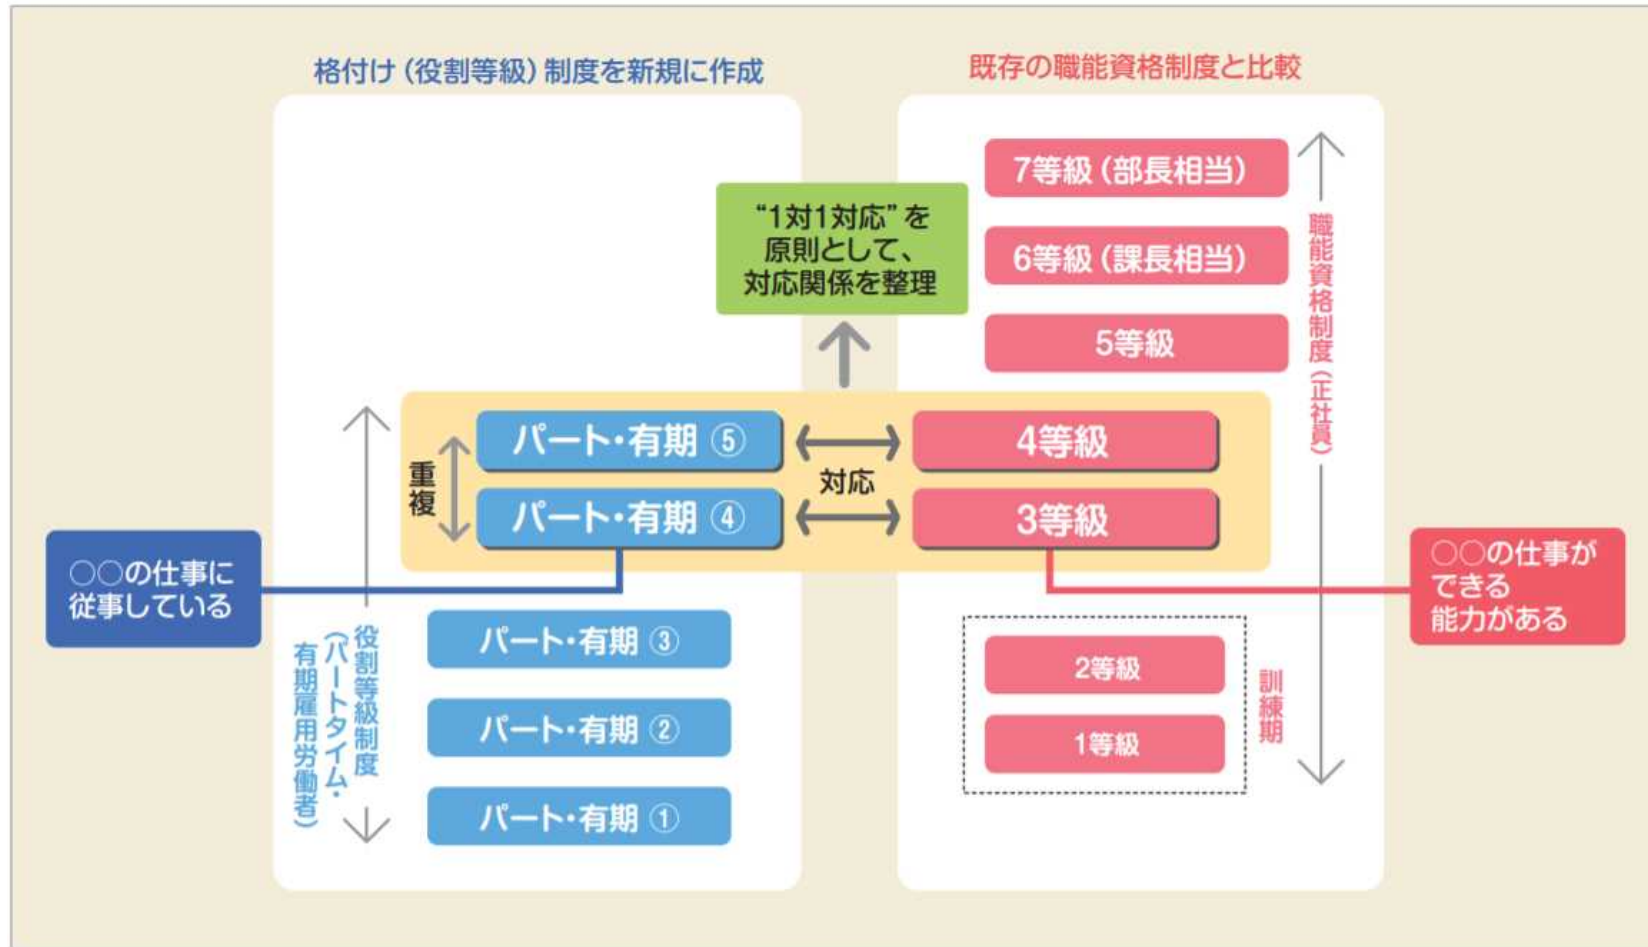 格付け（役割等級）制度を新規に作成
既存の職能資格制度と比較
7等級（部長相当）
6等級（課長相当）
5等級
職能資格制度（正社員）
“1対1対応”を
原則として、
対応関係を整理
重複
パート・有期 ⑤
対応
4等級
パート・有期 ④
3等級
○○の仕事に
従事している
○○の仕事が
できる
能力がある
役割等級制度
（パートタイム・
有期雇用労働者）
パート・有期 ③
パート・有期 ②
パート・有期 ①
2等級
1等級
訓練期